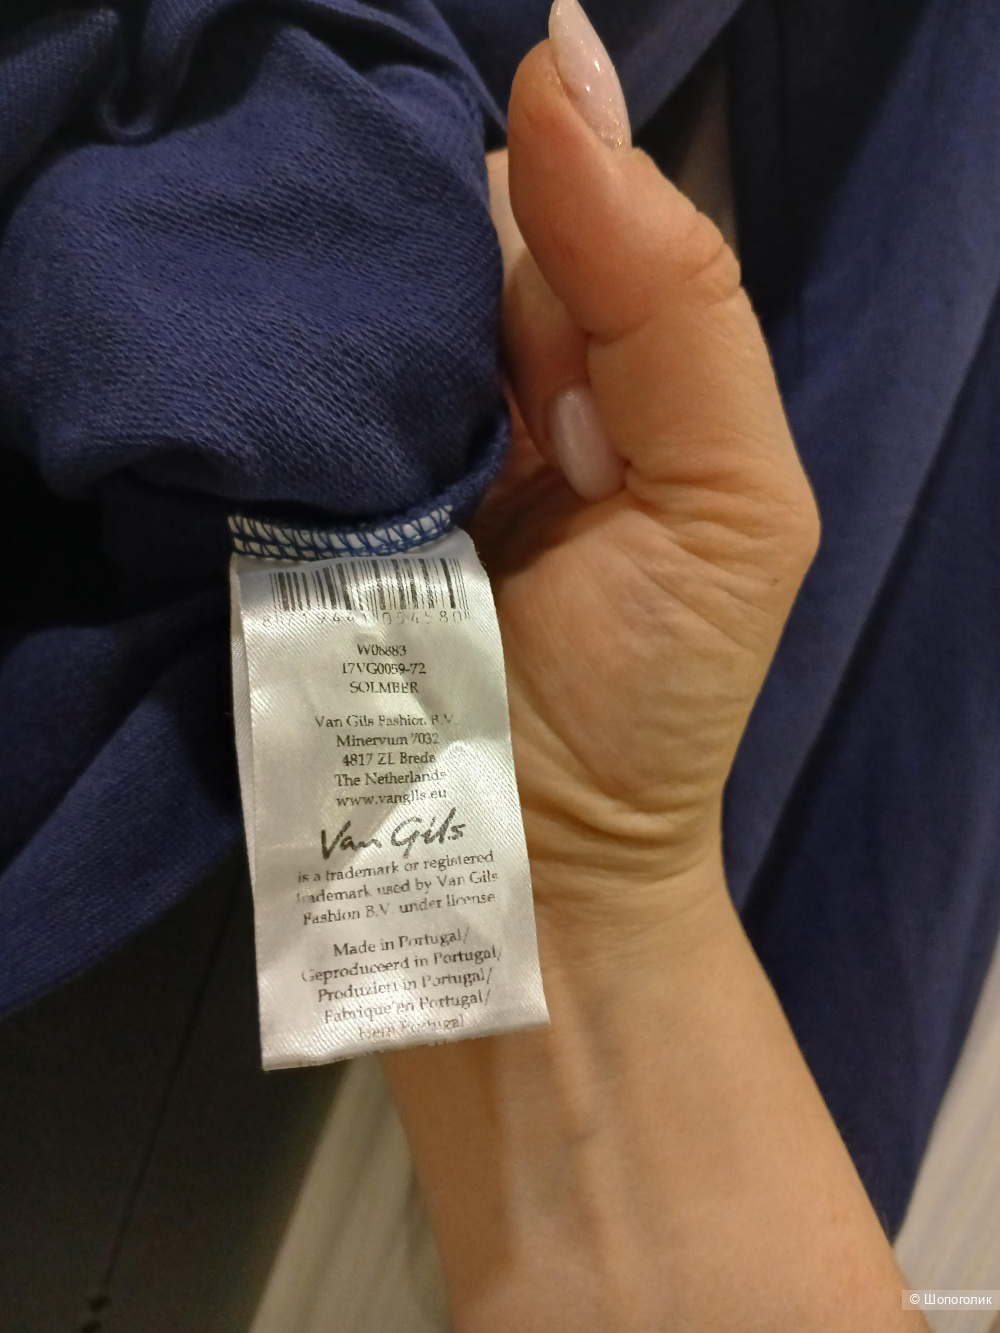 17VG0059-72
SOLMBER
Van Gils Fashion B.V.
Minervum 7032
4817 ZL Breda
The Netherlands
www.vangils.eu
Van Gils
is a trademark or registered
trademark used by Van Gils
Fashion B.V. under license
Made in Portugal/
Geproduceerd in Portugal/
Produziert in Portugal/
Fabrique en Portugal/
Portugal
© Шопоголик